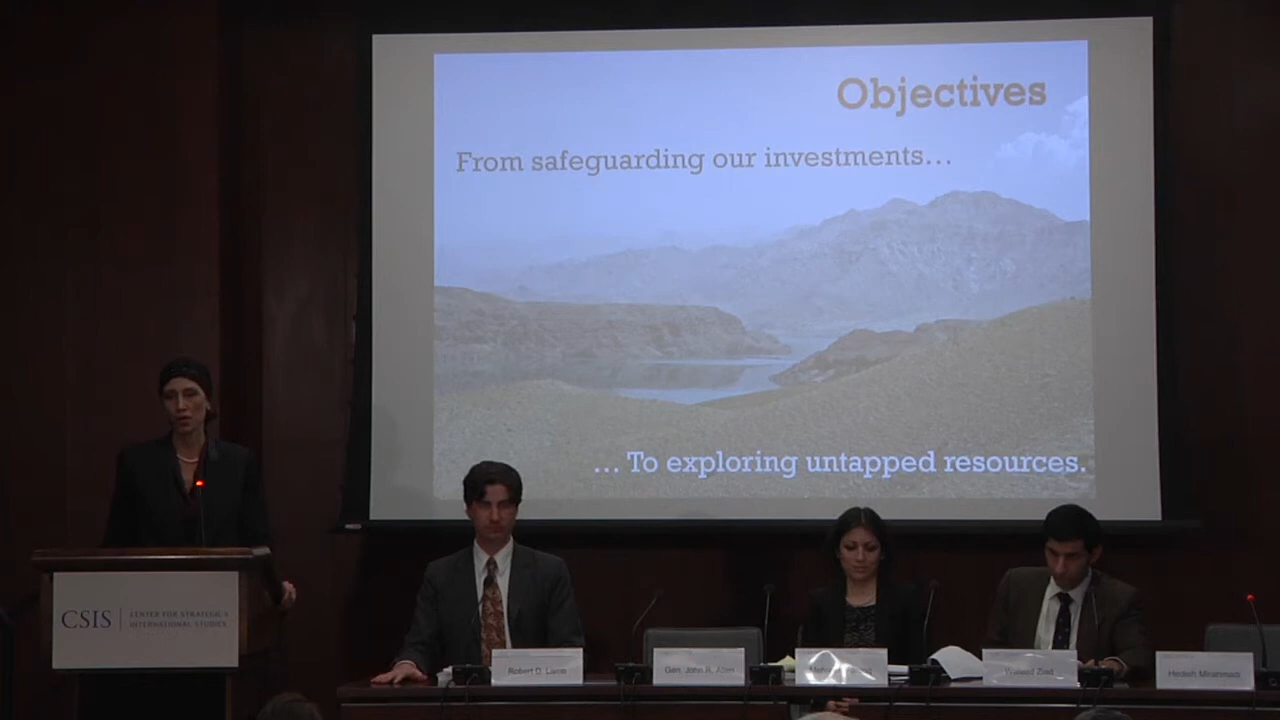 Objectives
From safeguarding our investments…
… To exploring untapped resources.
CSIS
CENTER FOR STRATEGIC &
INTERNATIONAL STUDIES
Robert D. Lamb
Gen. John R. Allen
Waleed Ziad
Hedieh Mirahmadi